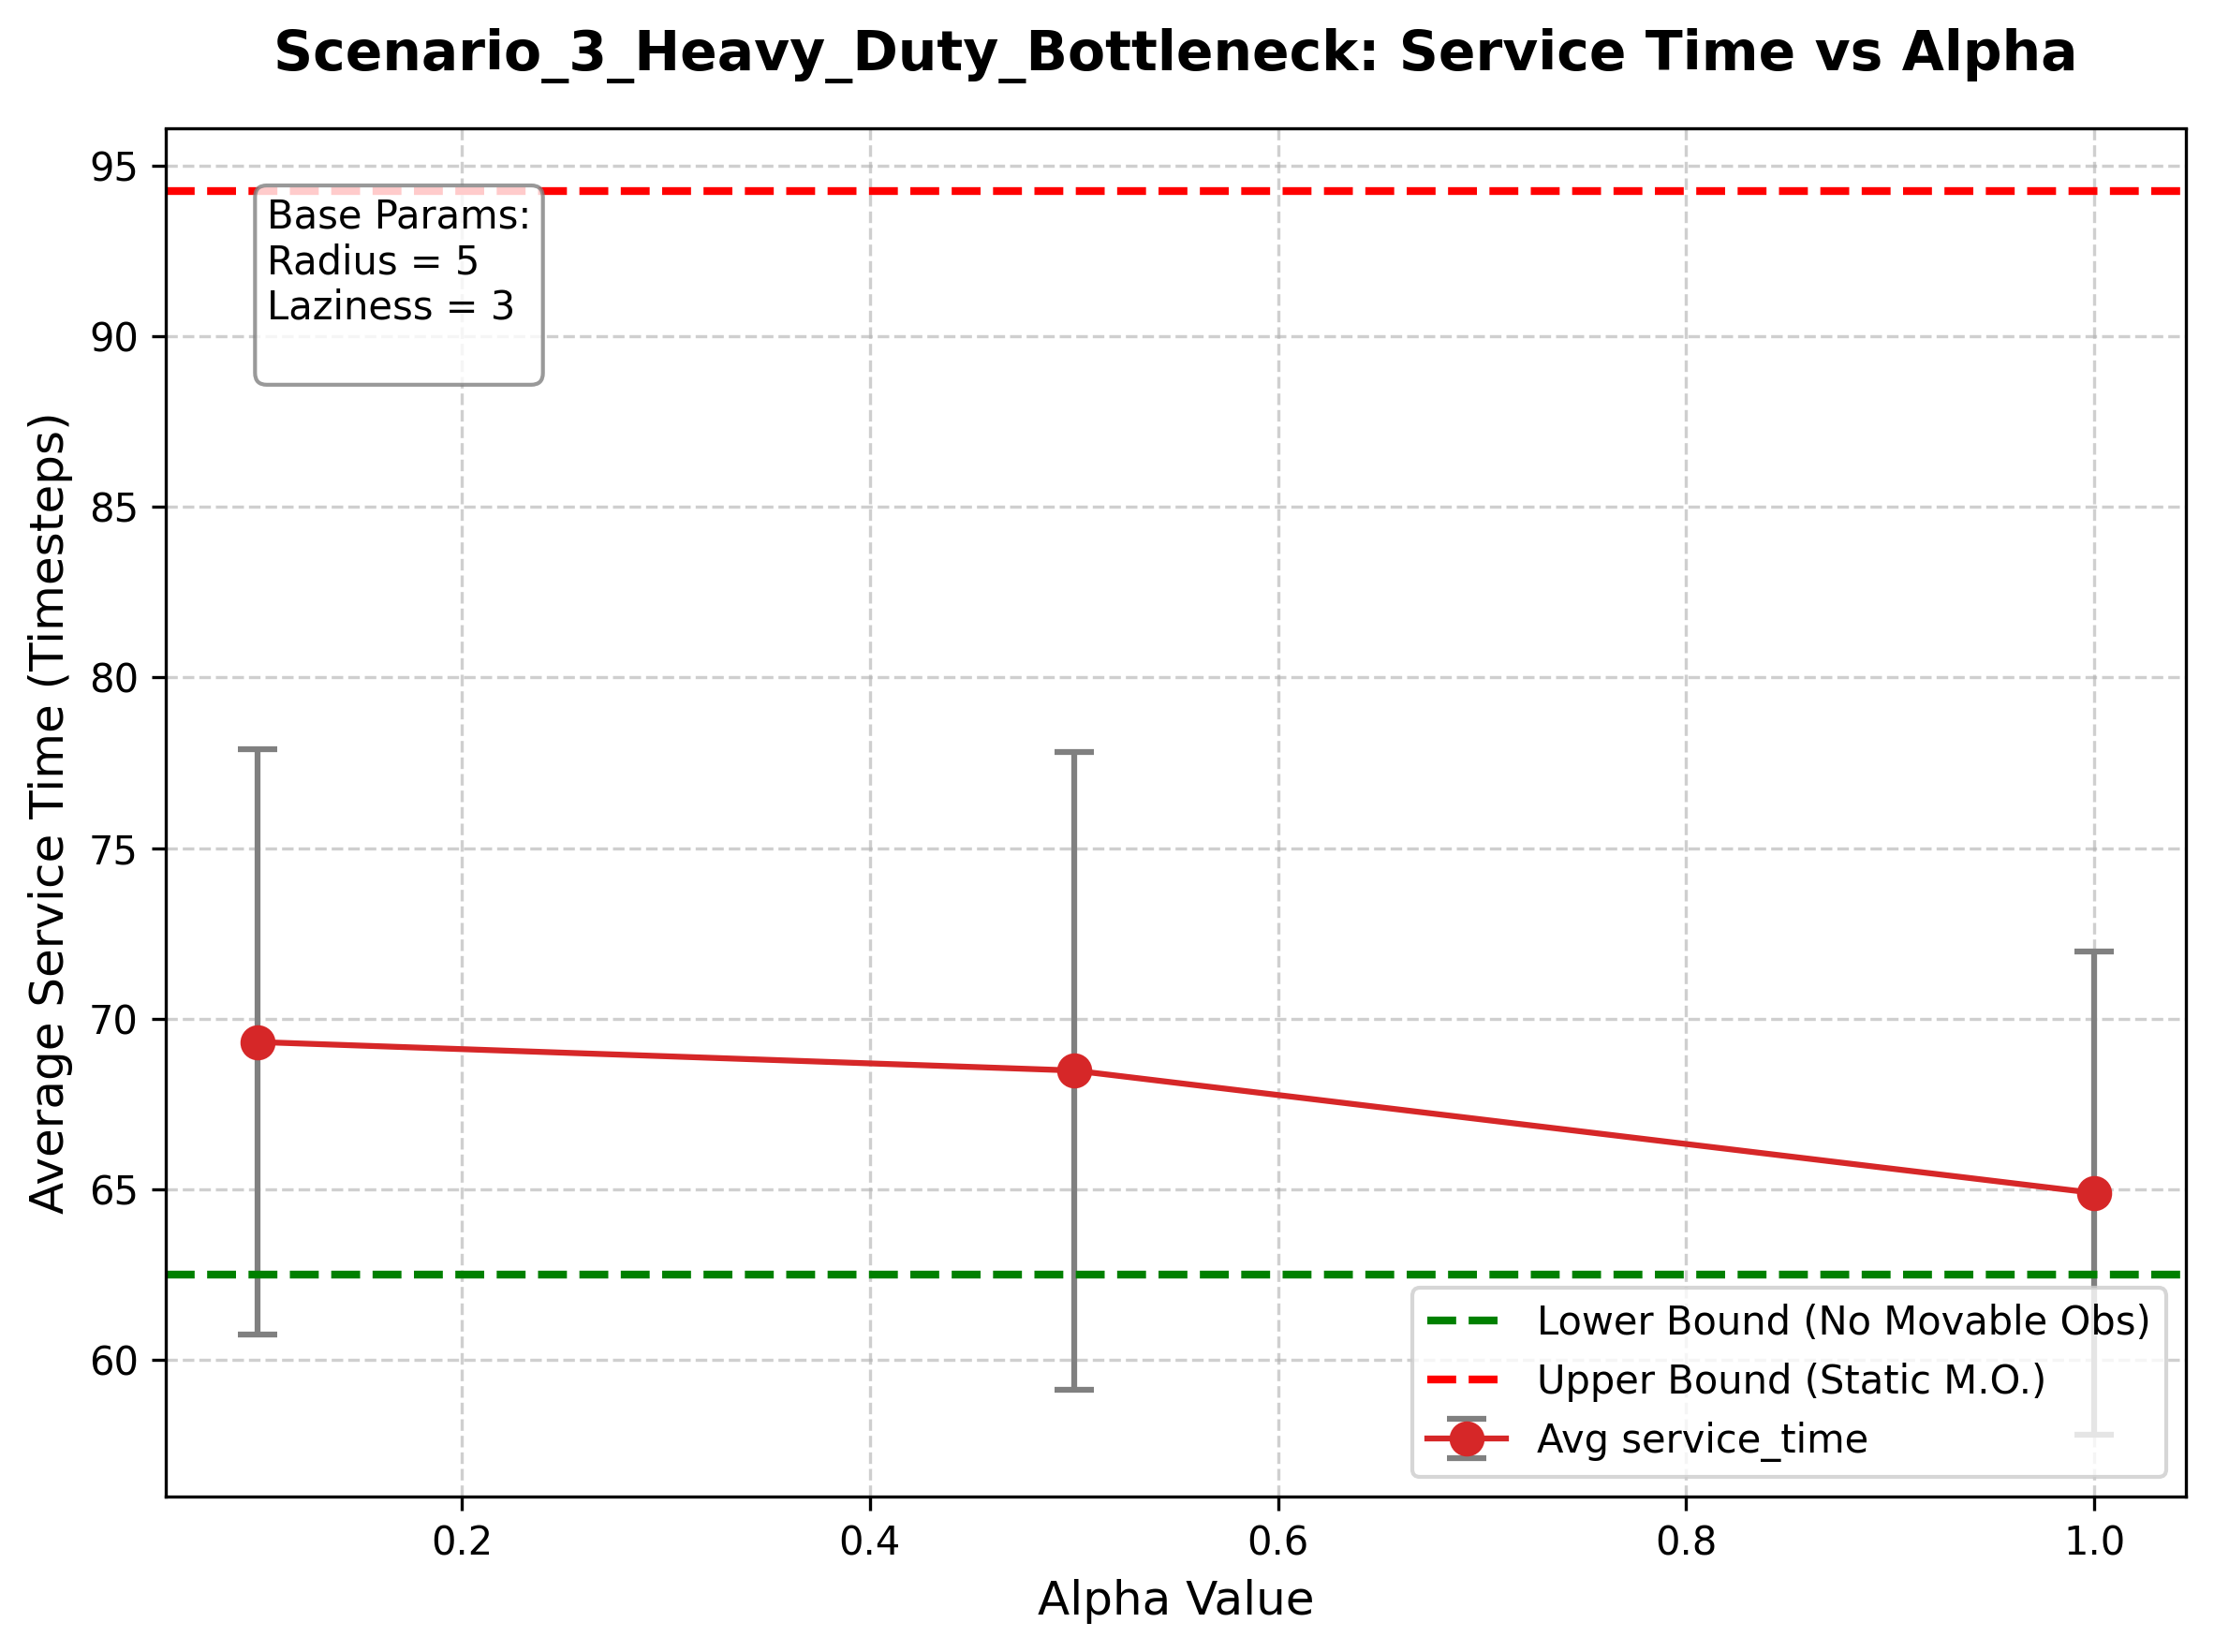 Scenario_3_Heavy_Duty_Bottleneck: Service Time vs Alpha
Average Service Time (Timesteps)
95
90
85
80
75
70
65
60
Base Params:
Radius = 5
Laziness = 3
Lower Bound (No Movable Obs)
Upper Bound (Static M.O.)
Avg service_time
0.2
0.4
0.6
0.8
1.0
Alpha Value